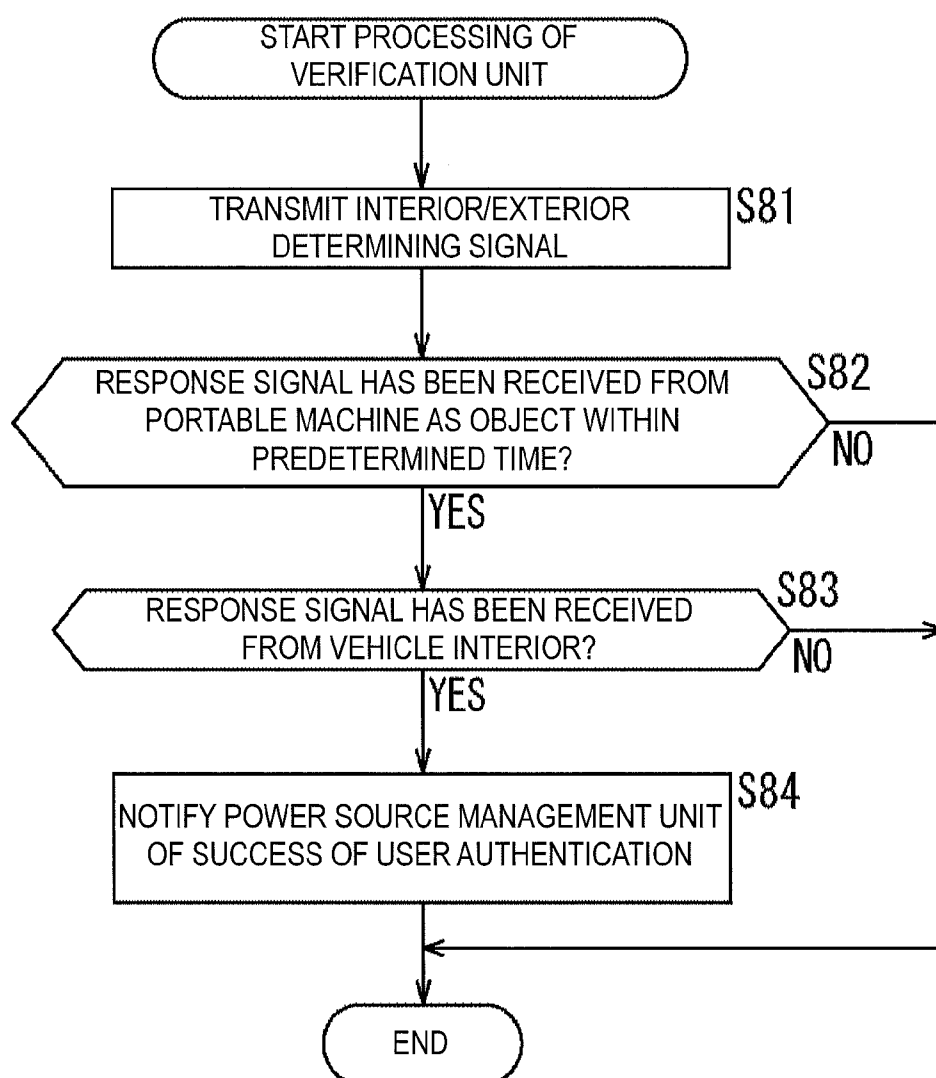 START PROCESSING OF
VERIFICATION UNIT
TRANSMIT INTERIOR/EXTERIOR
DETERMINING SIGNAL
S81
RESPONSE SIGNAL HAS BEEN RECEIVED FROM
PORTABLE MACHINE AS OBJECT WITHIN
PREDETERMINED TIME?
S82
NO
YES
RESPONSE SIGNAL HAS BEEN RECEIVED
FROM VEHICLE INTERIOR?
S83
NO
YES
NOTIFY POWER SOURCE MANAGEMENT UNIT
OF SUCCESS OF USER AUTHENTICATION
S84
END